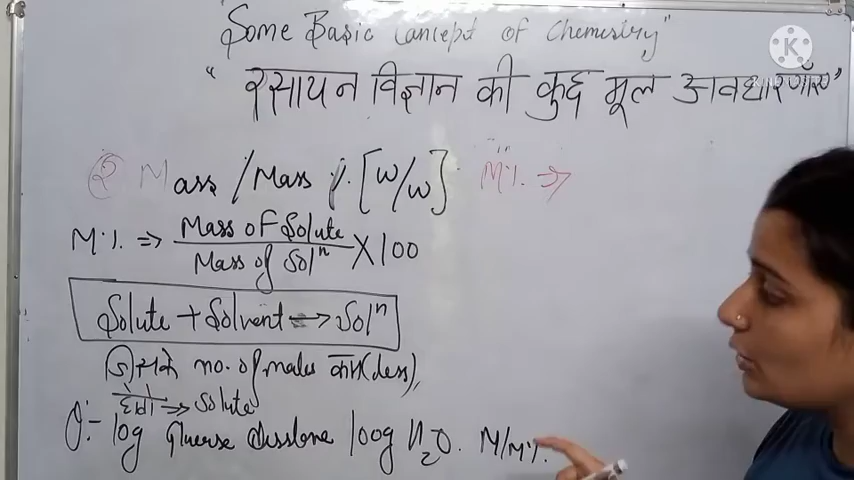 "Some Basic Concept of Chemistry"
"रसायन विज्ञान की कुछ मूल अवधारणाएँ"
② Mass/Mass %. [W/W] M%. ⇒
M%. ⇒ Mass of Solute / Mass of Solⁿ X 100
Solute + Solvent → Solⁿ
जिसके no. of moles कम (less)
होंगे ⇒ Solute
Q:- 10g Glucose dissolve 100g H₂O. M/M%.
K